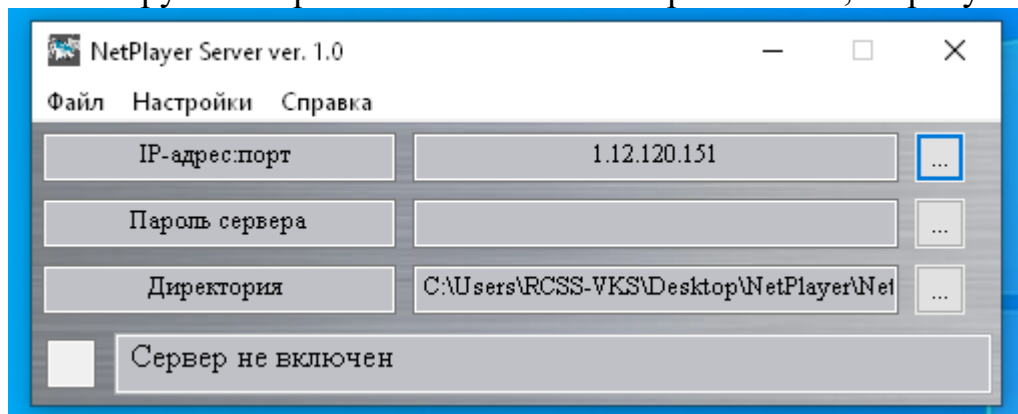 NetPlayer Server ver. 1.0
Файл Настройки Справка
IP-адрес:порт 1.12.120.151 ...
Пароль сервера ...
Директория C:\Users\RCSS-VKS\Desktop\NetPlayer\Net ...
Сервер не включен